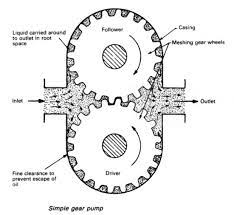 Casing
Follower
Liquid carried around
to outlet in root
space
Meshing gear wheels
Inlet
Outlet
Fine clearance to
prevent escape of
oil
Driver
Simple gear pump